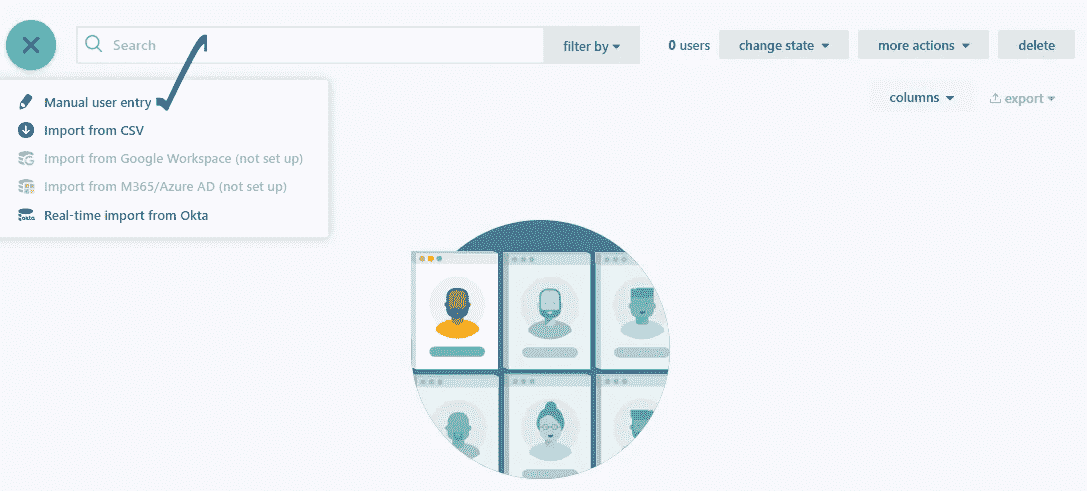 Search
filter by
0 users
change state
more actions
delete
Manual user entry
columns
export
Import from CSV
Import from Google Workspace (not set up)
Import from M365/Azure AD (not set up)
okta
Real-time import from Okta